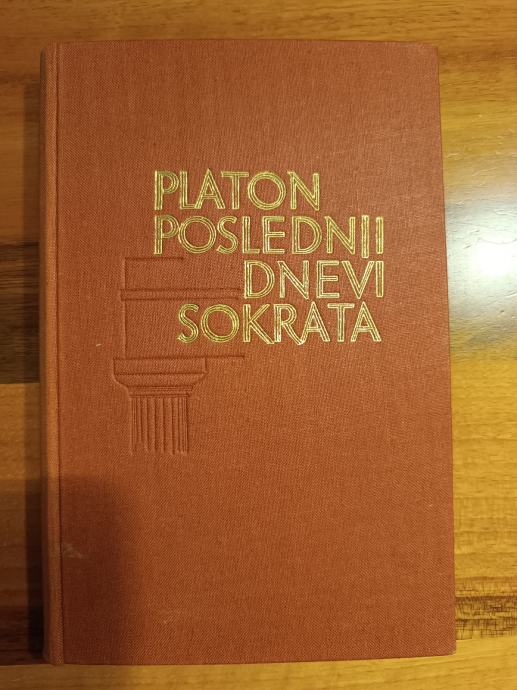 PLATON
POSLEDNJI
DNEVI
SOKRATA